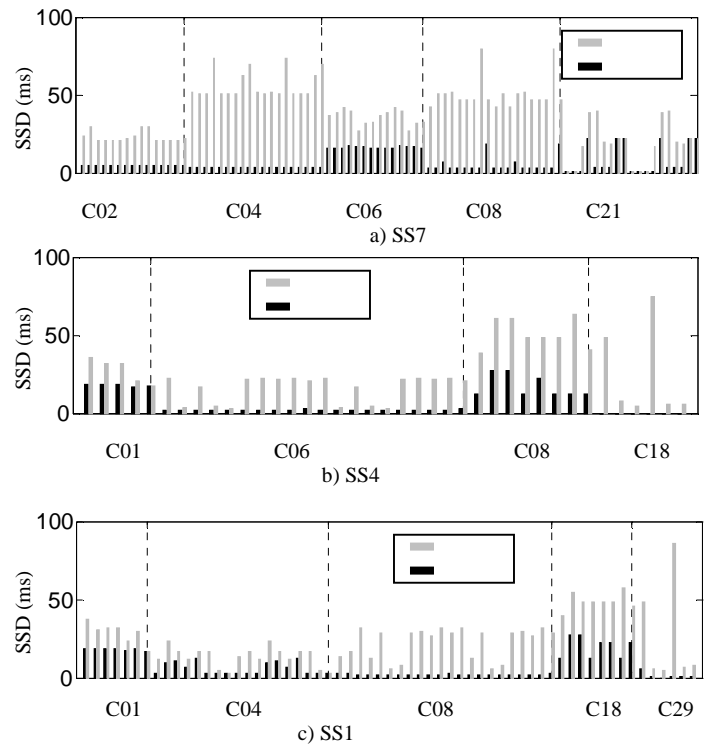 100
SSD (ms)
50
0
C02 C04 C06 C08 C21
a) SS7
100
SSD (ms)
50
0
C01 C06 C08 C18
b) SS4
100
SSD (ms)
50
0
C01 C04 C08 C18 C29
c) SS1